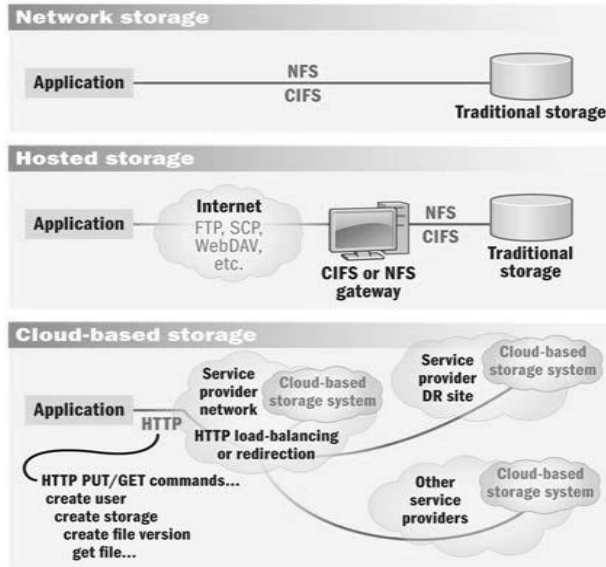 Network storage
Application
NFS
CIFS
Traditional storage
Hosted storage
Application
Internet
FTP, SCP,
WebDAV,
etc.
CIFS or NFS
gateway
NFS
CIFS
Traditional
storage
Cloud-based storage
Application
HTTP
HTTP PUT/GET commands...
create user
create storage
create file version
get file...
Service
provider
network
Cloud-based
storage system
HTTP load-balancing
or redirection
Service
provider
DR site
Cloud-based
storage system
Other
service
providers
Cloud-based
storage system